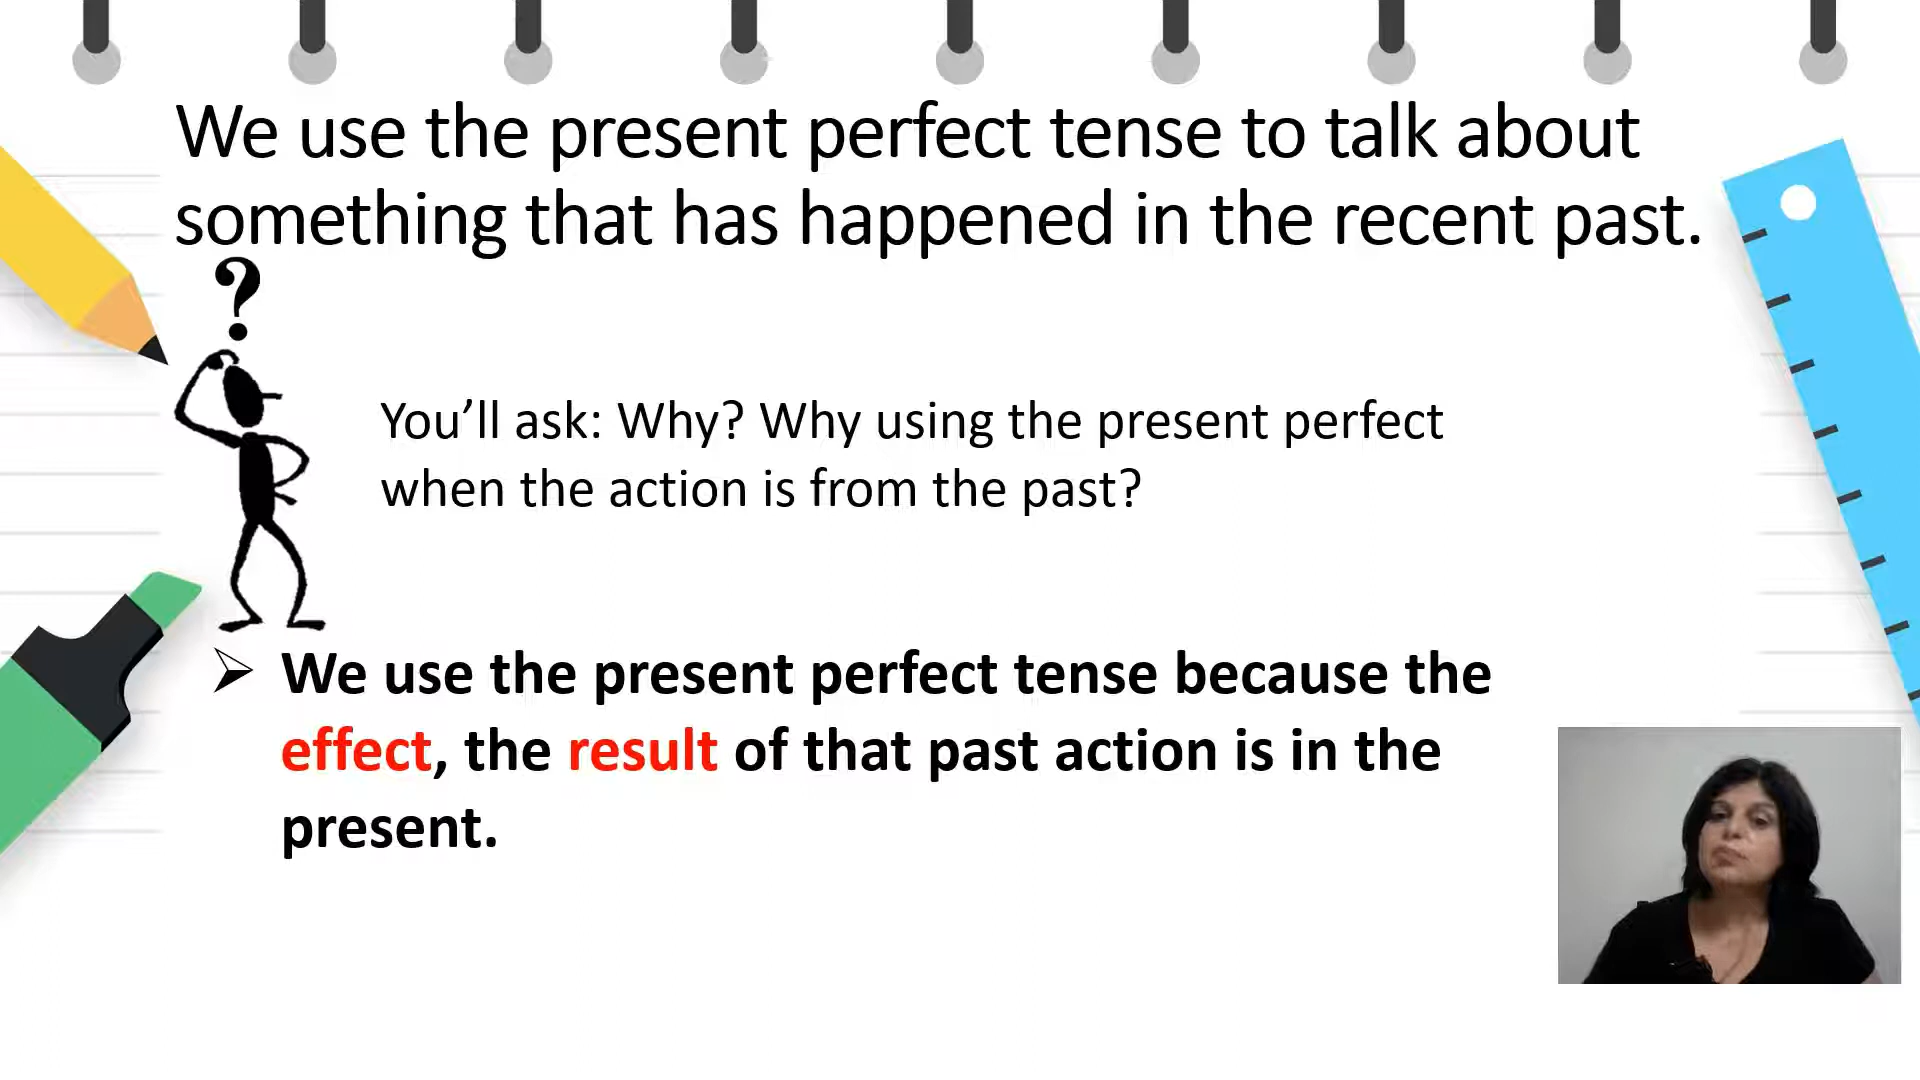 We use the present perfect tense to talk about
something that has happened in the recent past.
?
You’ll ask: Why? Why using the present perfect
when the action is from the past?
➢ We use the present perfect tense because the
effect, the result of that past action is in the
present.